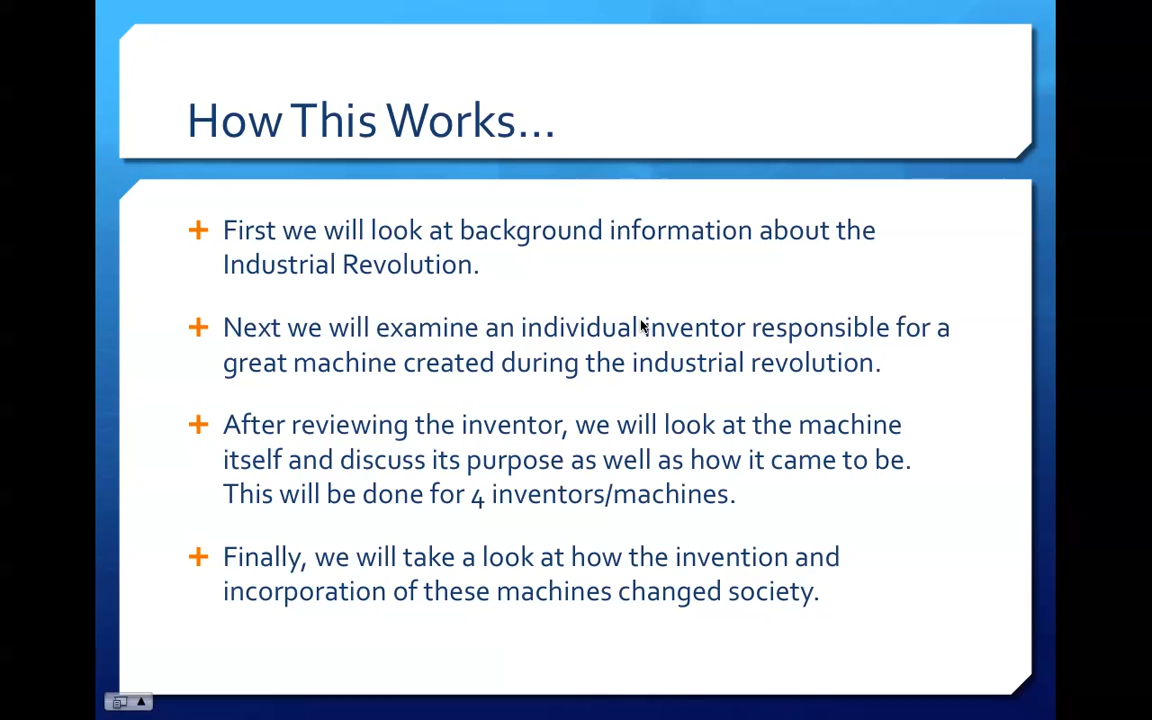 How This Works...
First we will look at background information about the
Industrial Revolution.
Next we will examine an individual inventor responsible for a
great machine created during the industrial revolution.
After reviewing the inventor, we will look at the machine
itself and discuss its purpose as well as how it came to be.
This will be done for 4 inventors/machines.
Finally, we will take a look at how the invention and
incorporation of these machines changed society.